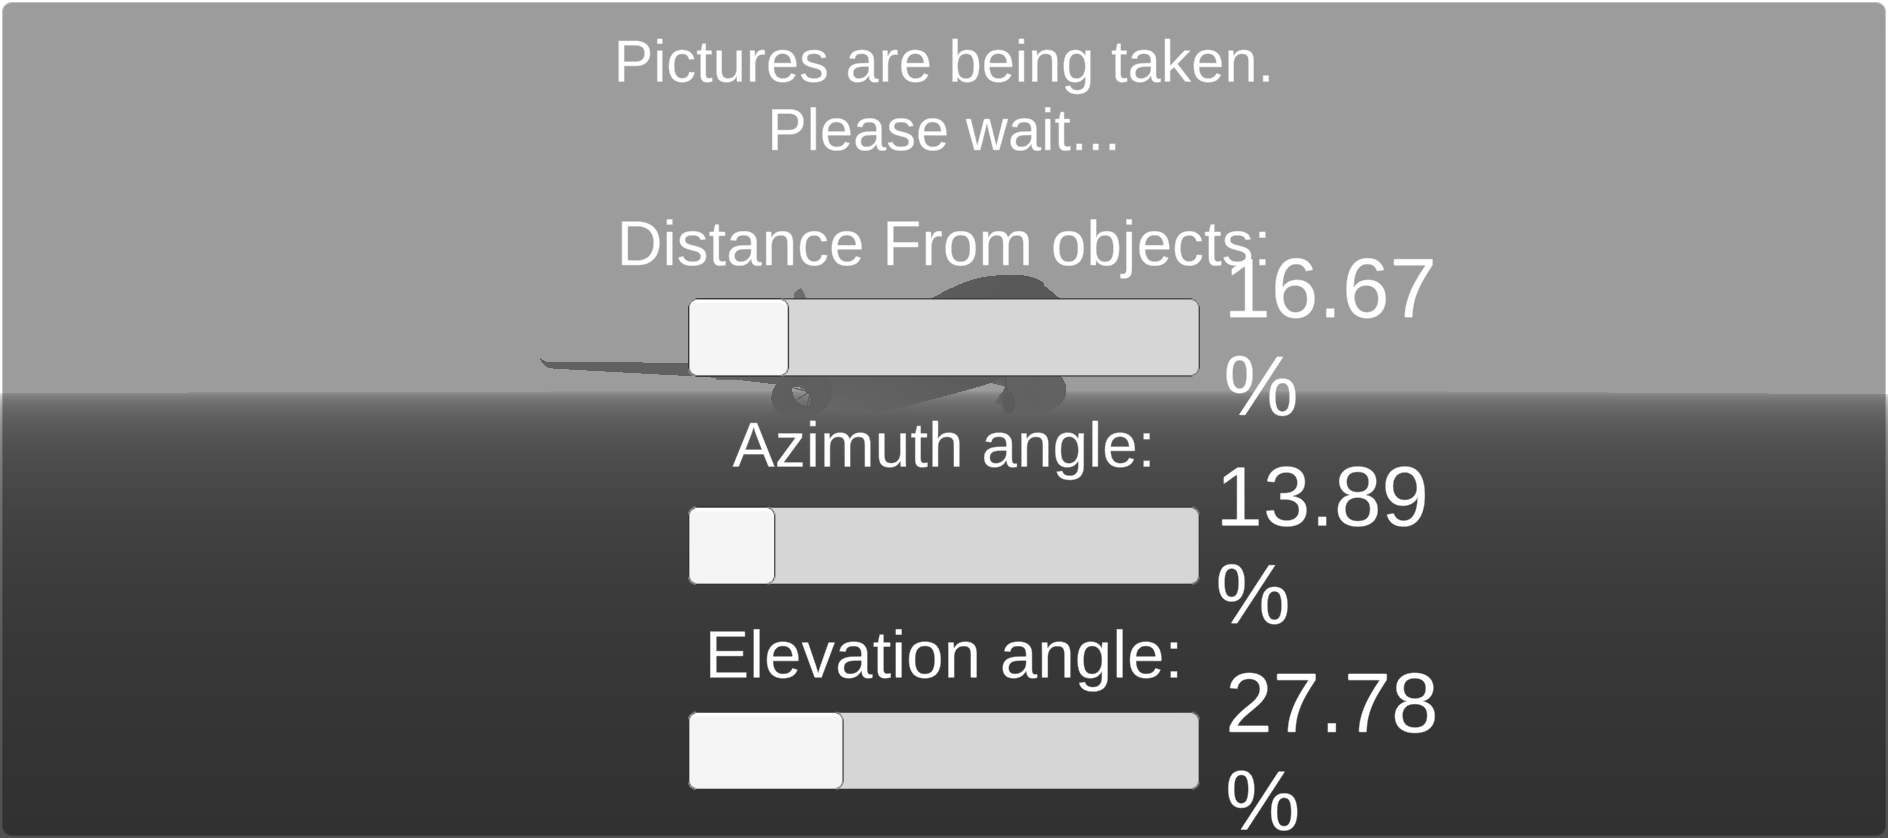 Pictures are being taken.
Please wait...
Distance From objects:
16.67
%
Azimuth angle:
13.89
%
Elevation angle:
27.78
%